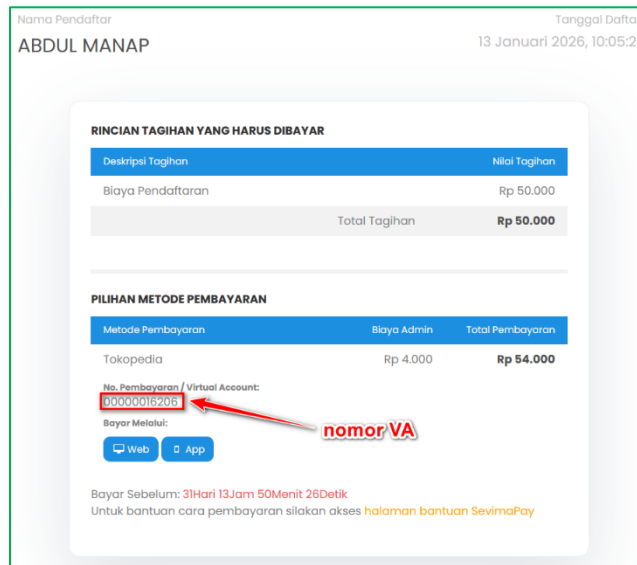 Nama Pendaftar
Tanggal Dafta
ABDUL MANAP
13 Januari 2026, 10:05:2
RINCIAN TAGIHAN YANG HARUS DIBAYAR
Deskripsi Tagihan Nilai Tagihan
Biaya Pendaftaran Rp 50.000
Total Tagihan Rp 50.000
PILIHAN METODE PEMBAYARAN
Metode Pembayaran Biaya Admin Total Pembayaran
Tokopedia Rp 4.000 Rp 54.000
No. Pembayaran / Virtual Account:
00000016206
nomor VA
Bayar Melalui:
Web App
Bayar Sebelum: 31Hari 13Jam 50Menit 26Detik
Untuk bantuan cara pembayaran silakan akses halaman bantuan SevimaPay